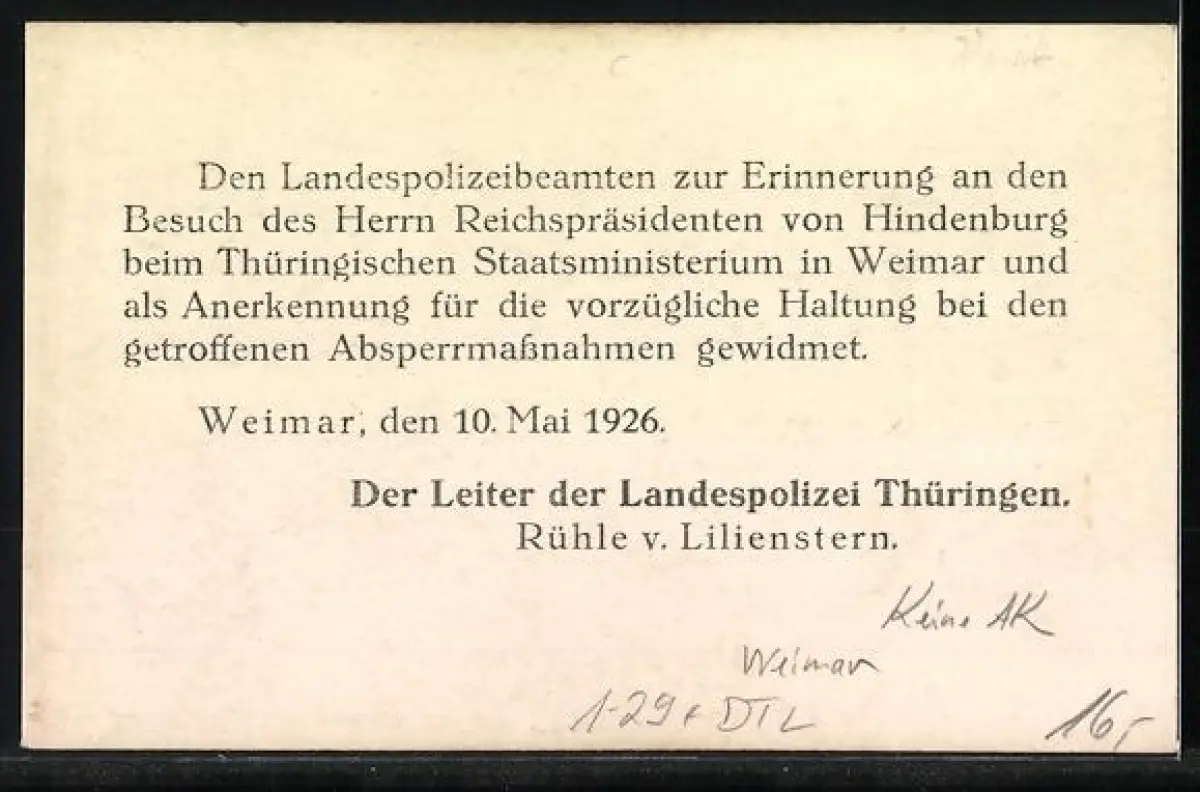 Den Landespolizeibeamten zur Erinnerung an den
Besuch des Herrn Reichspräsidenten von Hindenburg
beim Thüringischen Staatsministerium in Weimar und
als Anerkennung für die vorzügliche Haltung bei den
getroffenen Absperrmaßnahmen gewidmet.
Weimar, den 10. Mai 1926.
Der Leiter der Landespolizei Thüringen.
Rühle v. Lilienstern.
Keine AK
Weimar
1-29
16,-